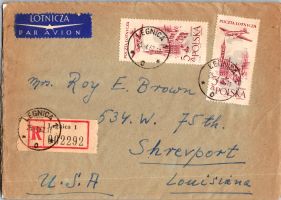 LOTNICZA
PAR AVION
POCZTA LOTNICZA
POLSKA
LEGNICA
LEGNICA
POLSKA
Mrs. Roy E. Brown
534 W. 75th.
LEGNICA
R
Legnica 1
Shreveport
U.S.A
Louisiana